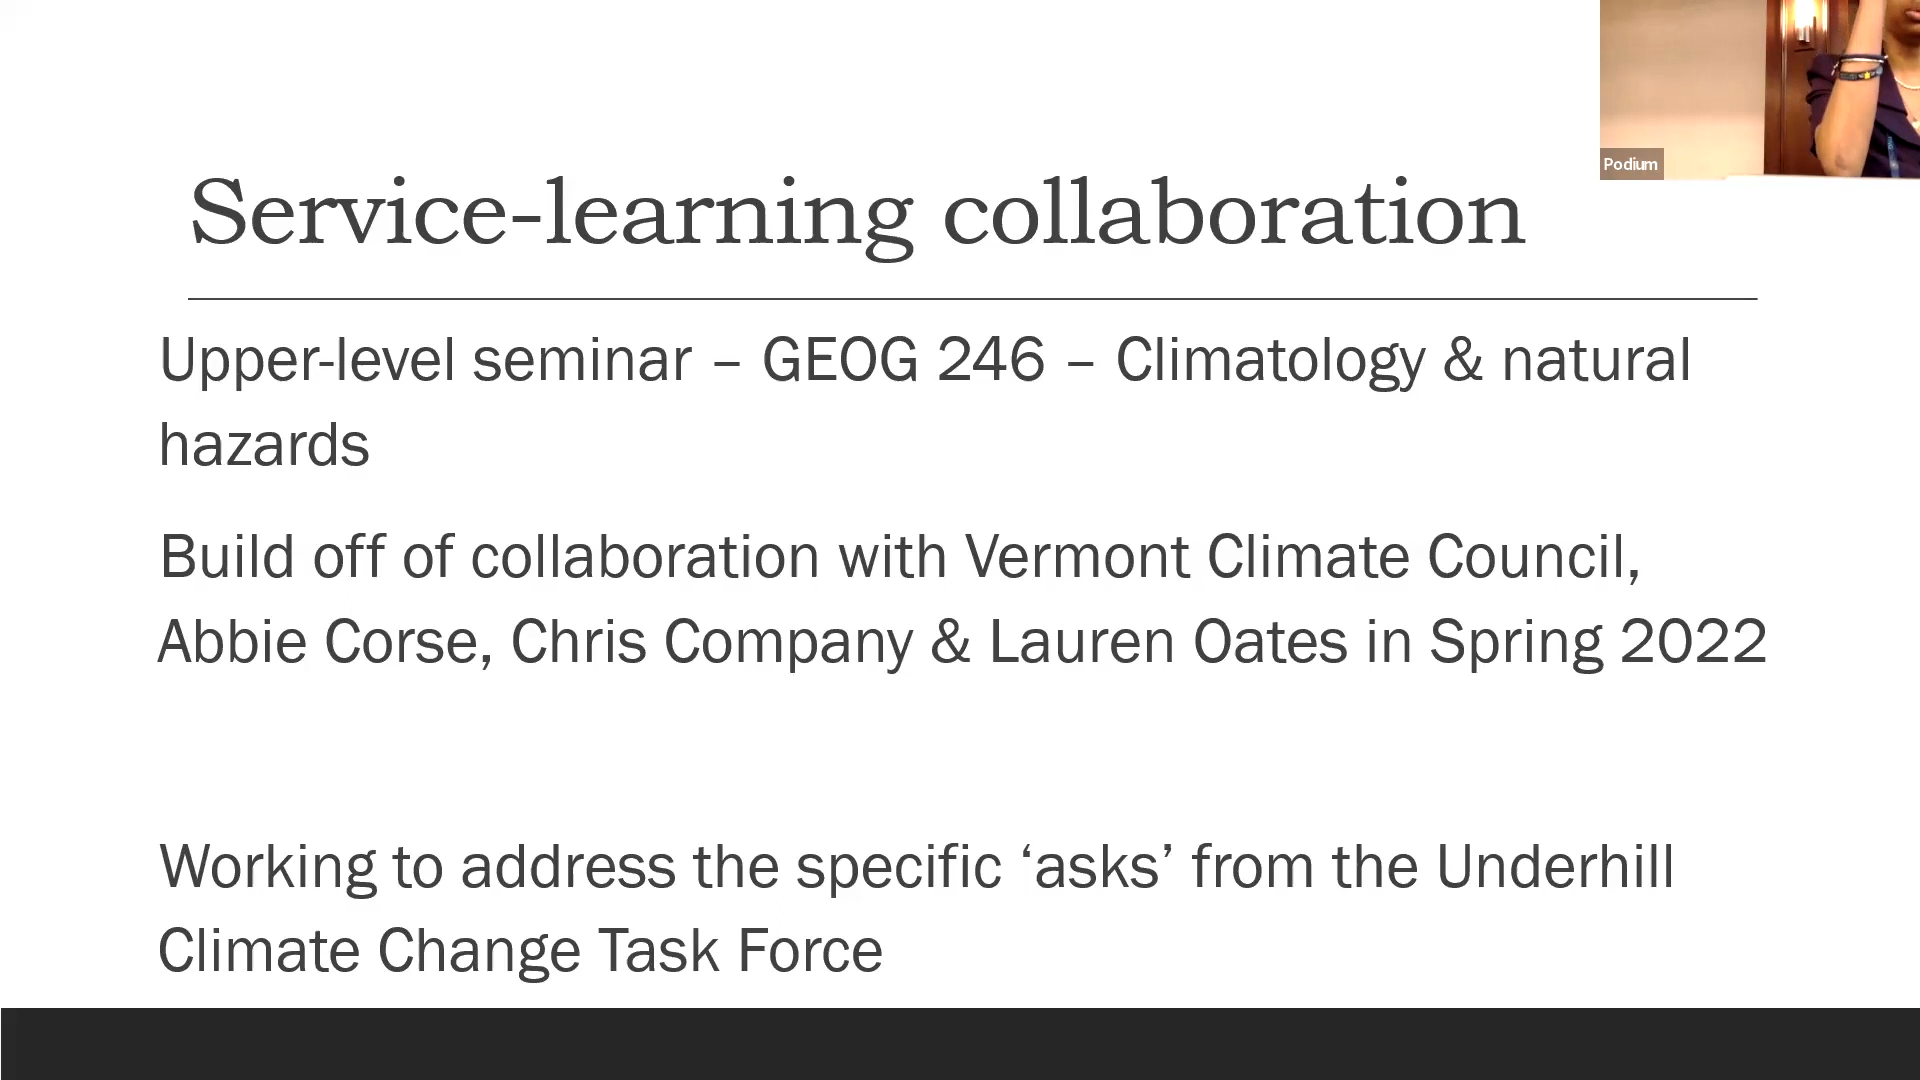 Podium
Service-learning collaboration
Upper-level seminar – GEOG 246 – Climatology & natural
hazards
Build off of collaboration with Vermont Climate Council,
Abbie Corse, Chris Company & Lauren Oates in Spring 2022
Working to address the specific ‘asks’ from the Underhill
Climate Change Task Force